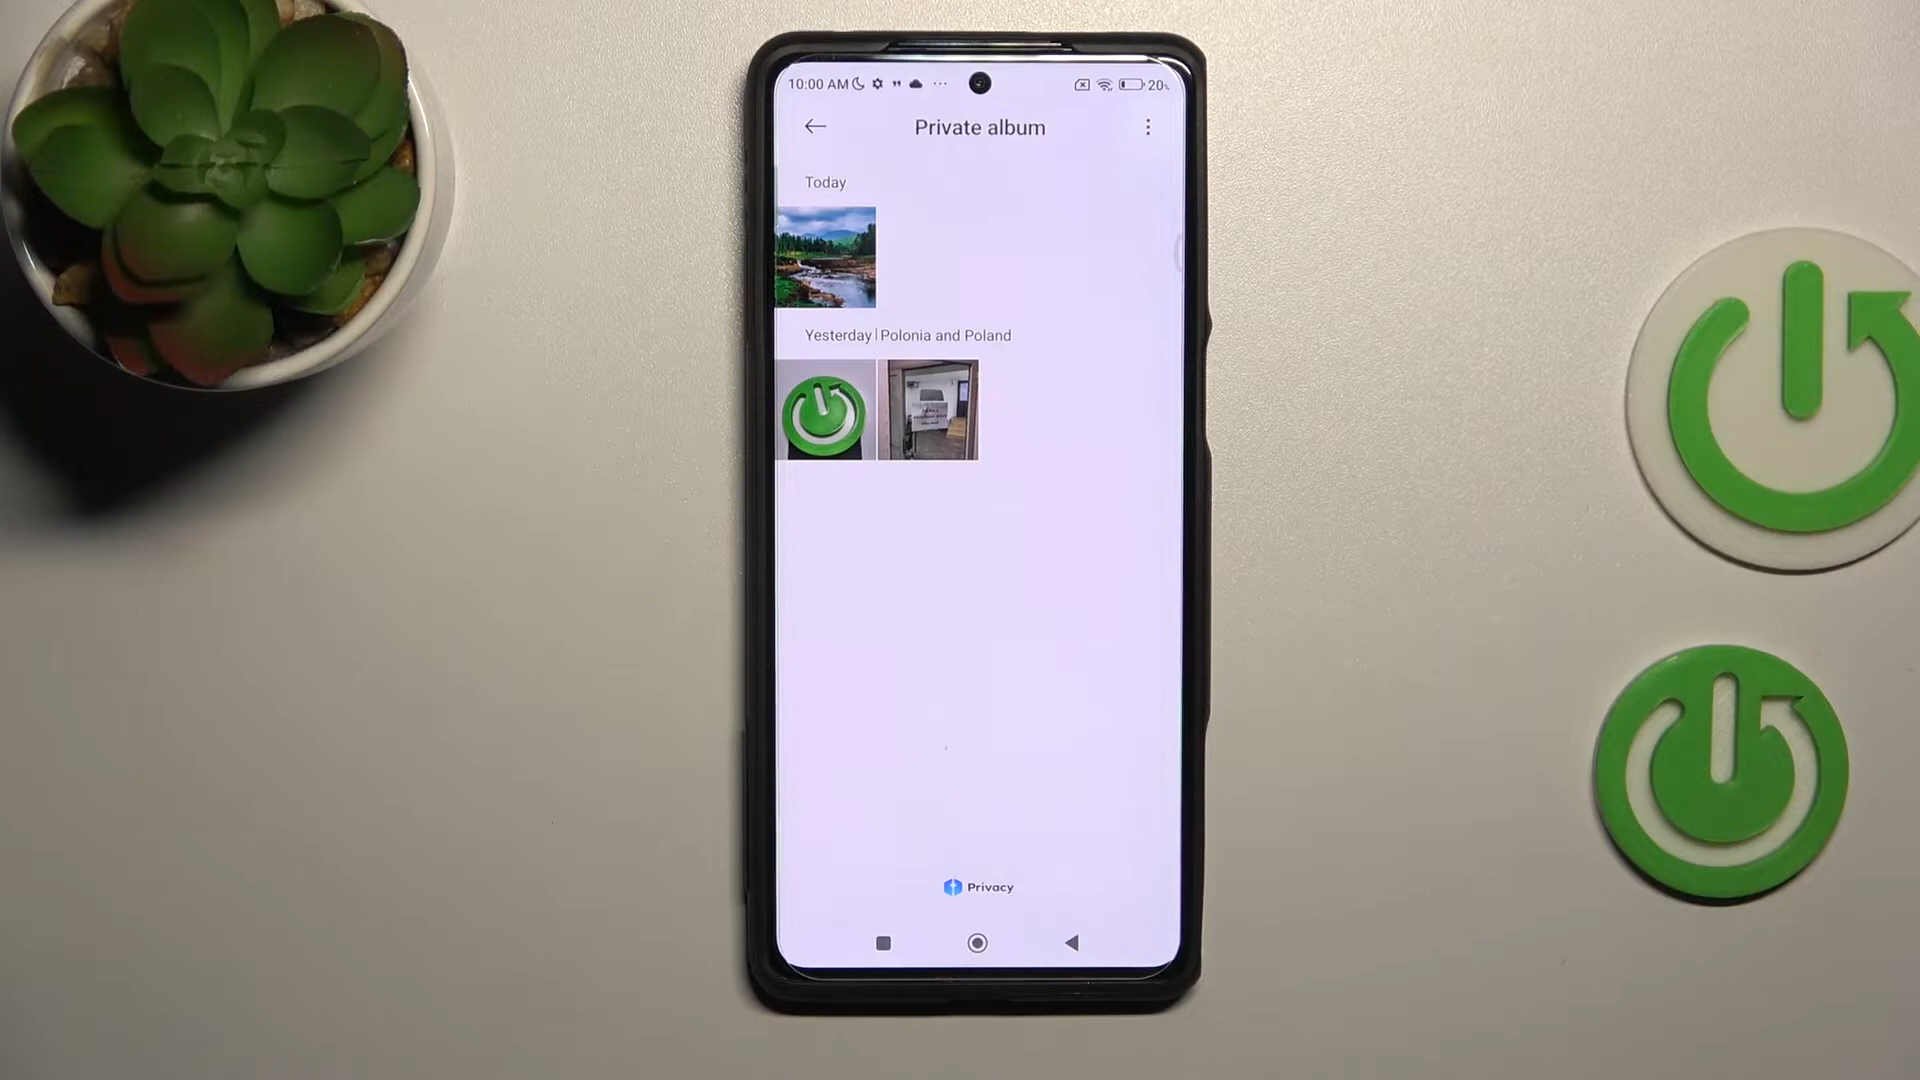 10:00 AM
20%
Private album
Today
Yesterday | Polonia and Poland
Privacy